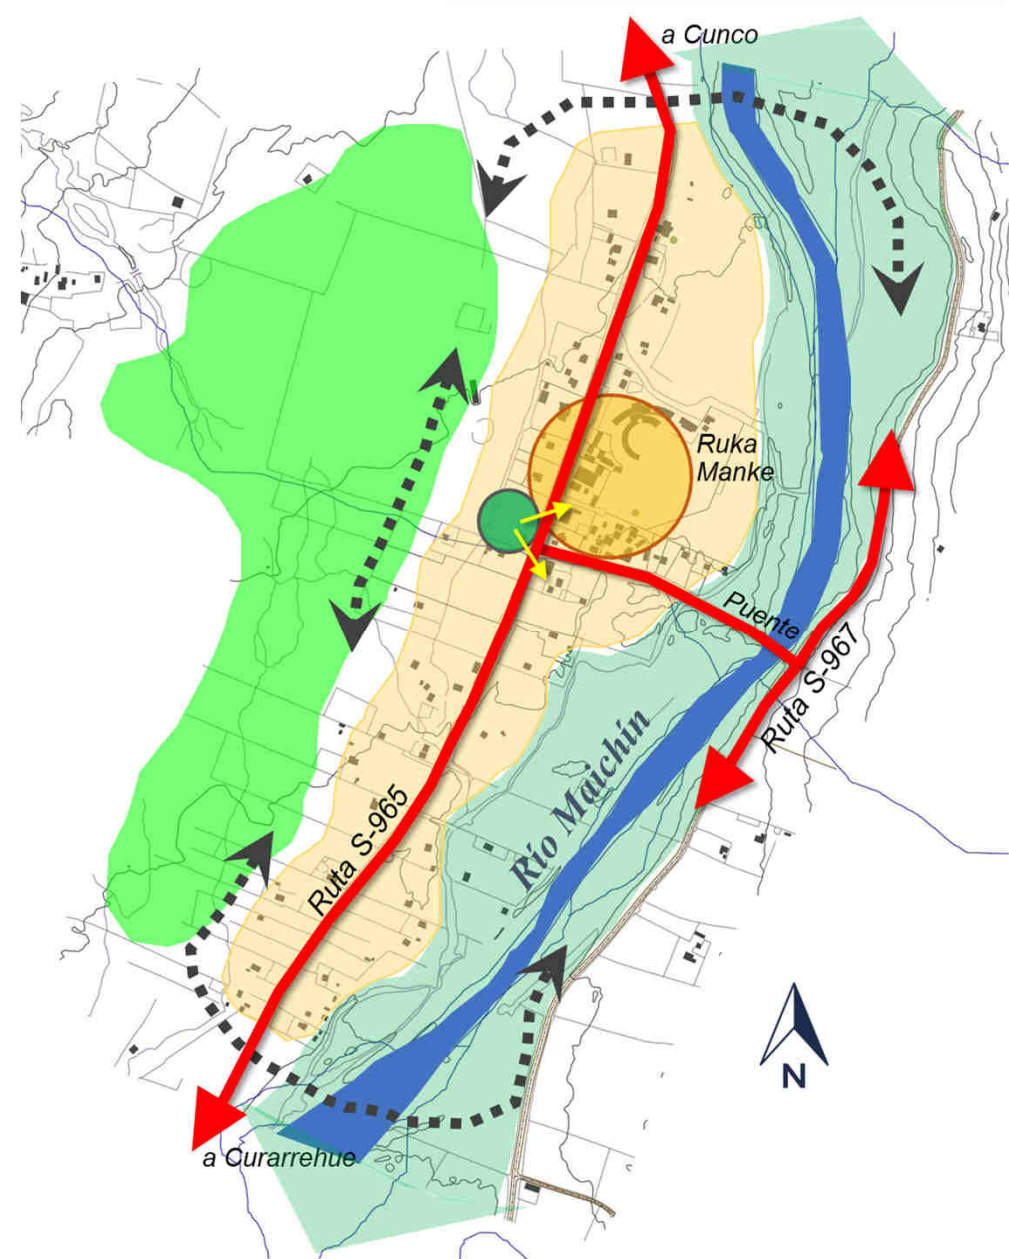 a Cunco
Ruka
Manke
Puente
Ruta S-967
Río Maichín
Ruta S-965
N
a Curarrehue